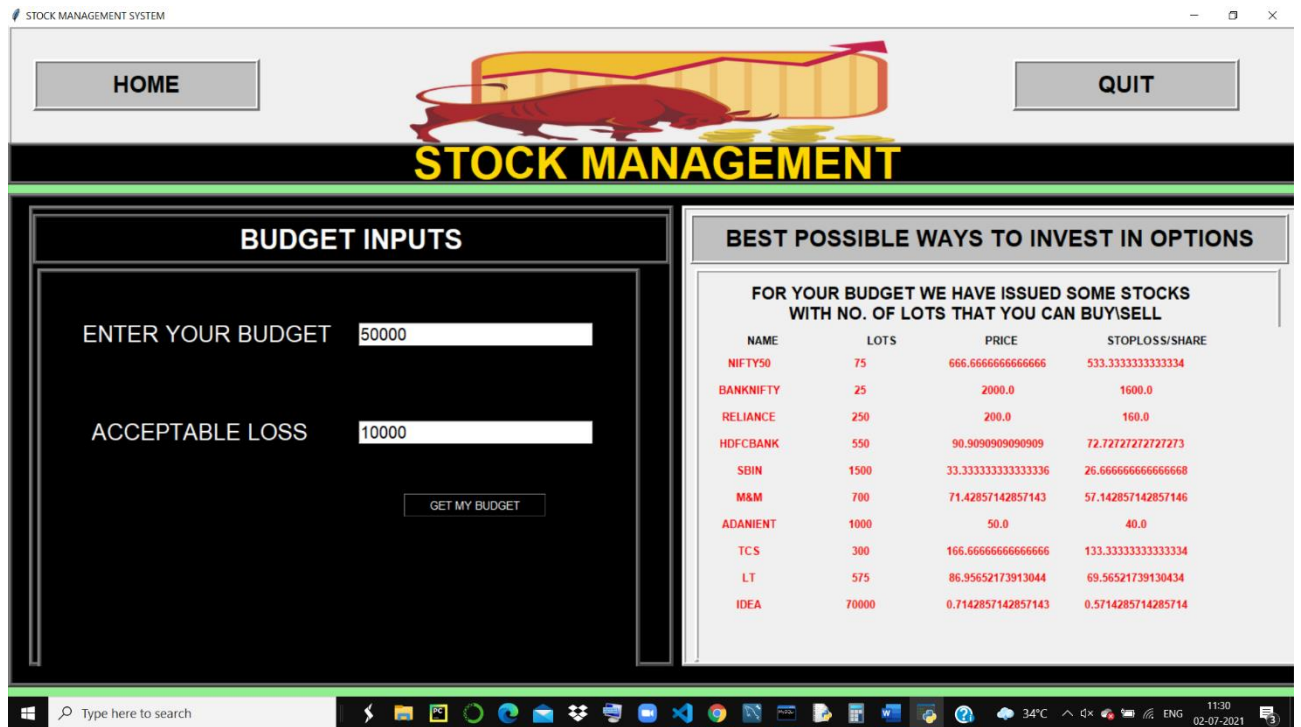 STOCK MANAGEMENT SYSTEM
HOME
QUIT
STOCK MANAGEMENT
BUDGET INPUTS
ENTER YOUR BUDGET 50000
ACCEPTABLE LOSS 10000
GET MY BUDGET
BEST POSSIBLE WAYS TO INVEST IN OPTIONS
FOR YOUR BUDGET WE HAVE ISSUED SOME STOCKS
WITH NO. OF LOTS THAT YOU CAN BUY\SELL
NAME LOTS PRICE STOPLOSS/SHARE
NIFTY50 75 666.6666666666666 533.3333333333334
BANKNIFTY 25 2000.0 1600.0
RELIANCE 250 200.0 160.0
HDFCBANK 550 90.9090909090909 72.72727272727273
SBIN 1500 33.333333333333336 26.666666666666668
M&M 700 71.42857142857143 57.142857142857146
ADANIENT 1000 50.0 40.0
TCS 300 166.66666666666666 133.33333333333334
LT 575 86.95652173913044 69.56521739130434
IDEA 70000 0.7142857142857143 0.5714285714285714
Type here to search
34°C ENG 11:30
02-07-2021